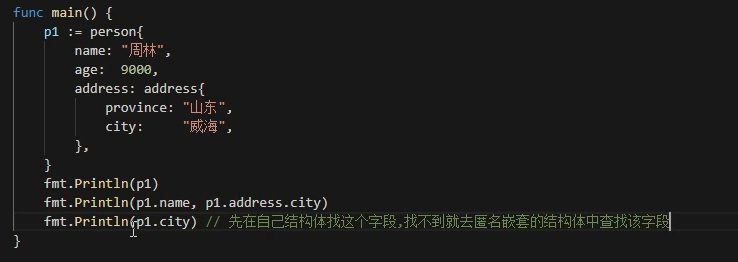 func main() {
p1 := person{
name: "周林",
age: 9000,
address: address{
province: "山东",
city: "威海",
},
}
fmt.Println(p1)
fmt.Println(p1.name, p1.address.city)
fmt.Println(p1.city) // 先在自己结构体找这个字段,找不到就去匿名嵌套的结构体中查找该字段
}